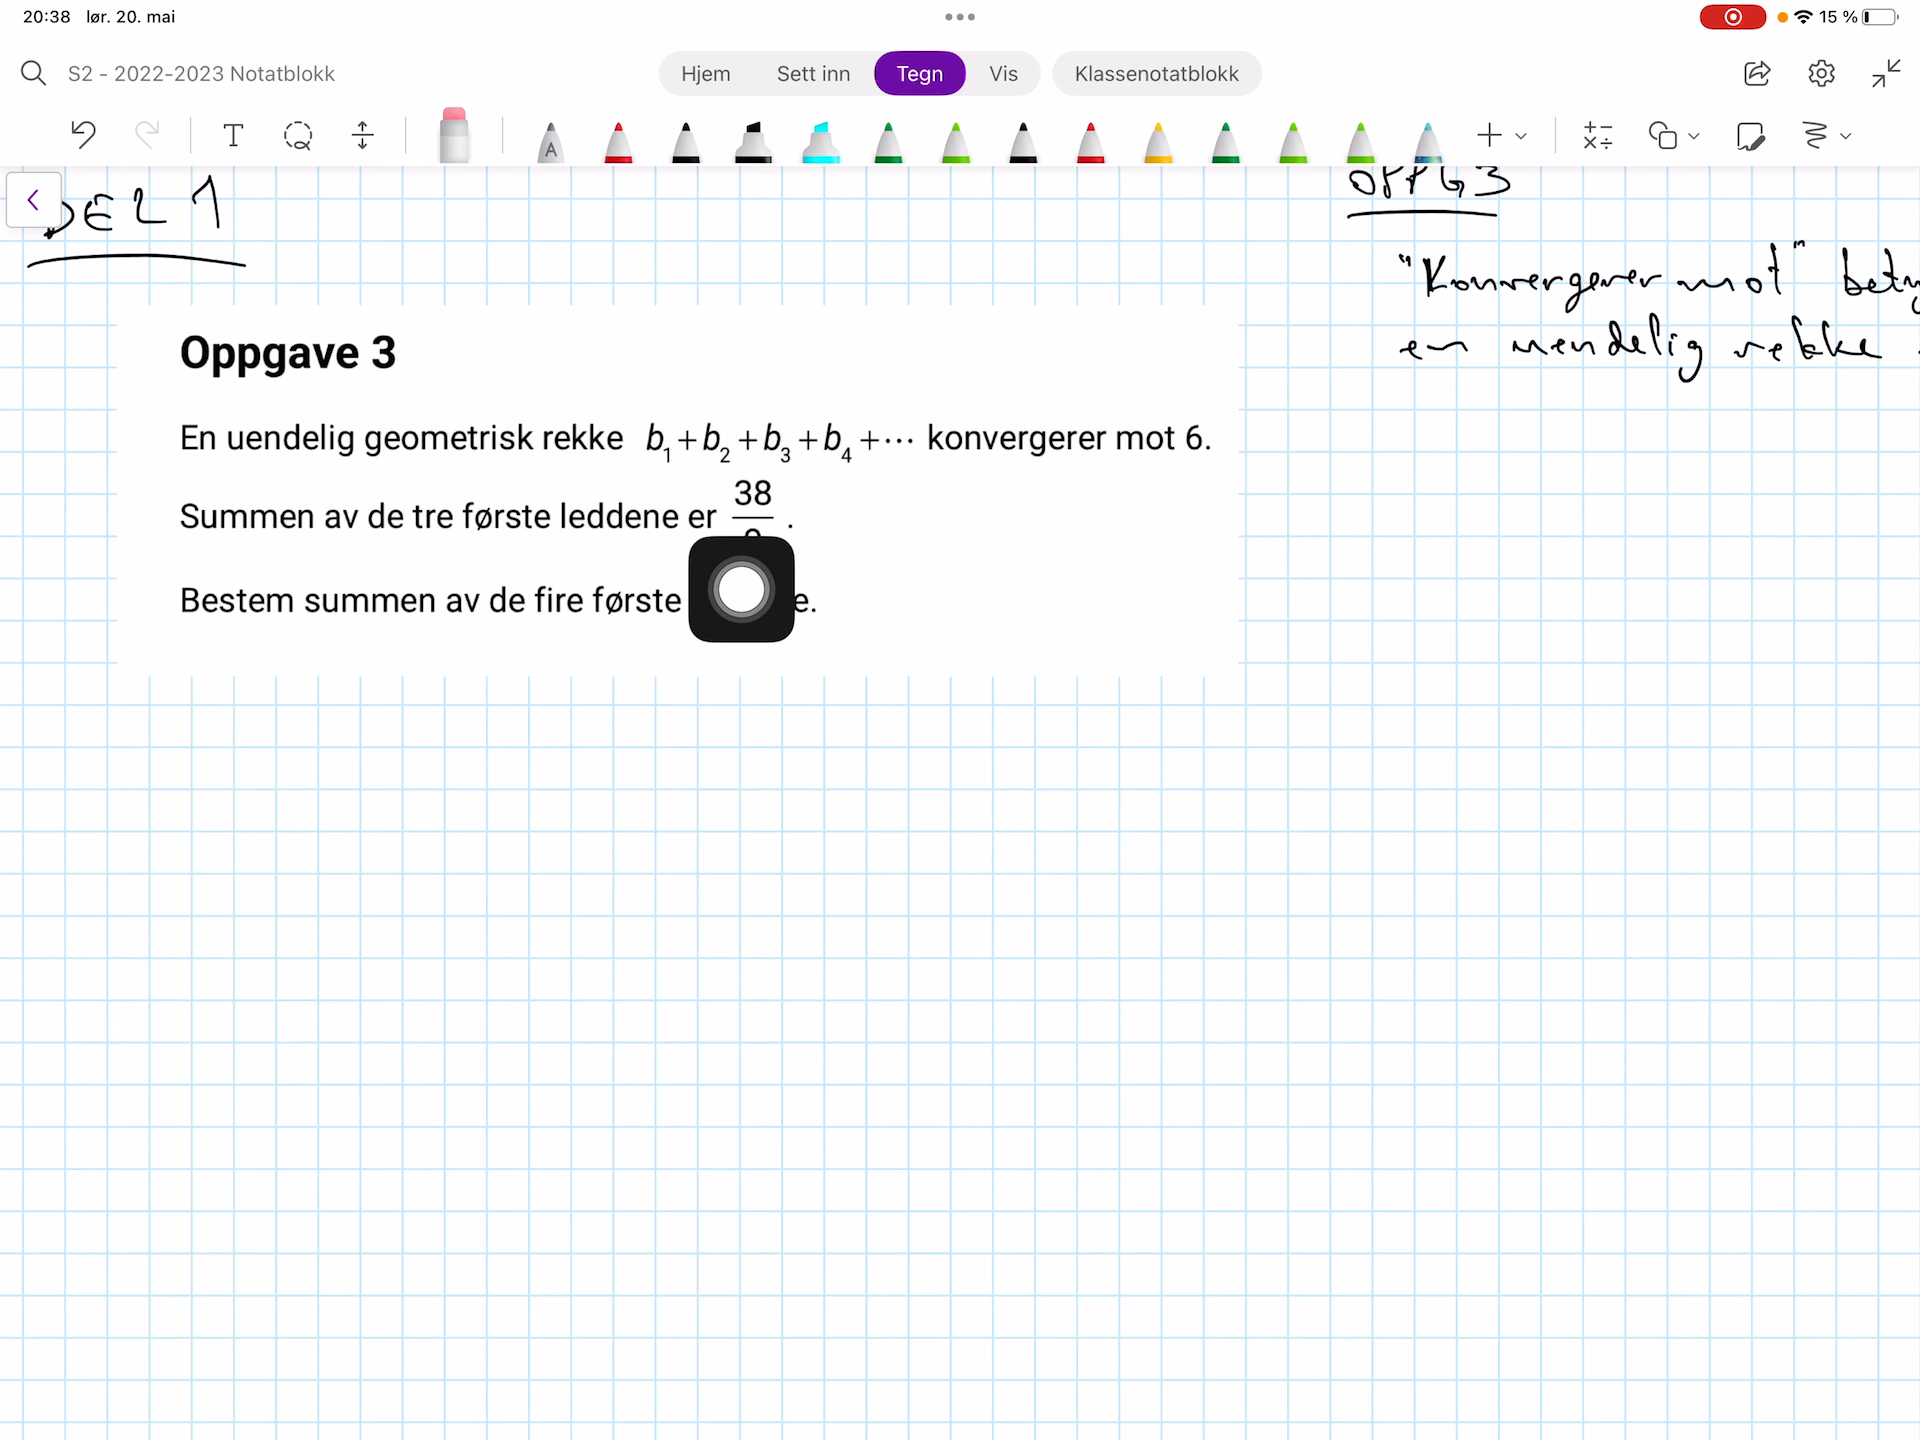 20:38 lør. 20. mai
15 %
S2 - 2022-2023 Notatblokk
Hjem Sett inn Tegn Vis Klassenotatblokk
T
A
DEL 1
OPPG 3
"Konvergerer mot"
en uendelig rekke
Oppgave 3
En uendelig geometrisk rekke b₁+b₂+b₃+b₄+⋯ konvergerer mot 6.
Summen av de tre første leddene er 38 .
Bestem summen av de fire første e.